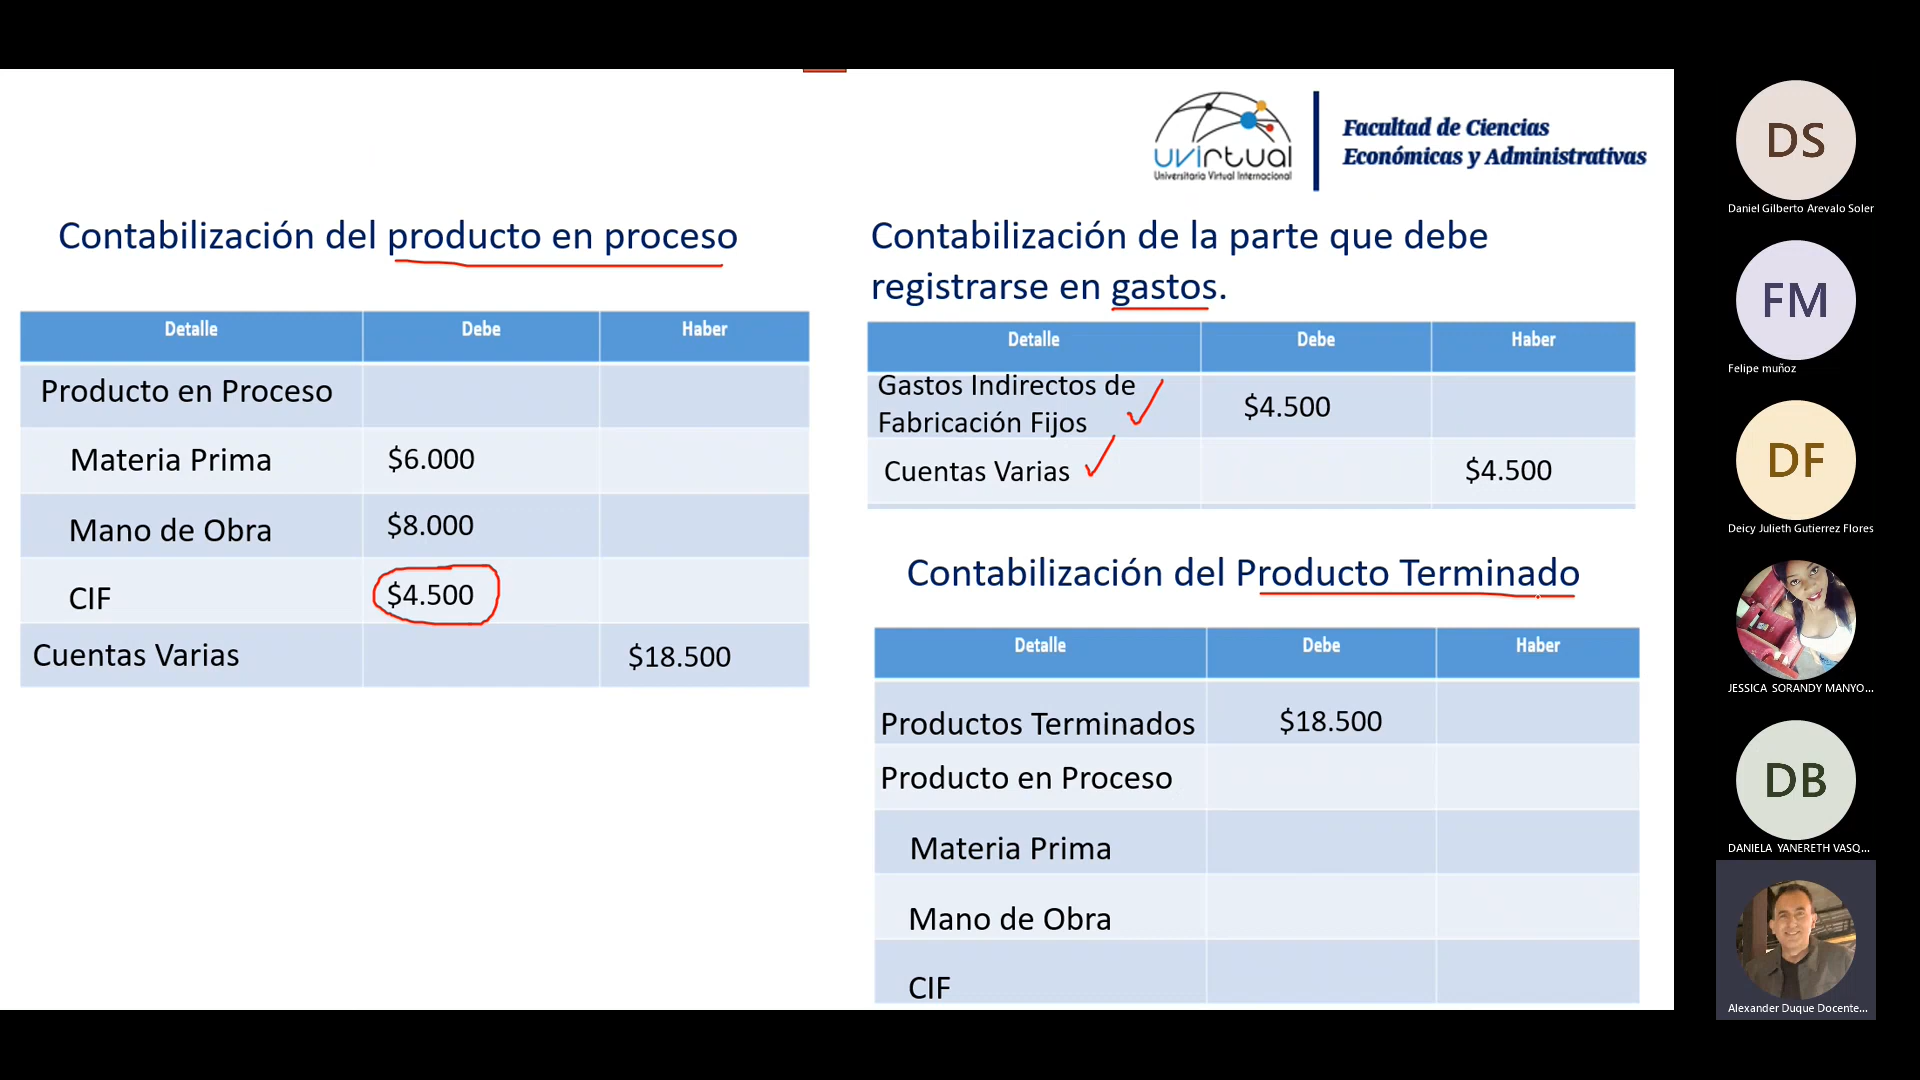 uvirtual
Universitaria Virtual Internacional
Facultad de Ciencias
Económicas y Administrativas
Contabilización del producto en proceso
Detalle Debe Haber
Producto en Proceso
Materia Prima $6.000
Mano de Obra $8.000
CIF $4.500
Cuentas Varias $18.500
Contabilización de la parte que debe
registrarse en gastos.
Detalle Debe Haber
Gastos Indirectos de
Fabricación Fijos $4.500
Cuentas Varias $4.500
Contabilización del Producto Terminado
Detalle Debe Haber
Productos Terminados $18.500
Producto en Proceso
Materia Prima
Mano de Obra
CIF
DS
Daniel Gilberto Arevalo Soler
FM
Felipe muñoz
DF
Deicy Julieth Gutierrez Flores
JESSICA SORANDY MANYO...
DB
DANIELA YANERETH VASQ...
Alexander Duque Docente...